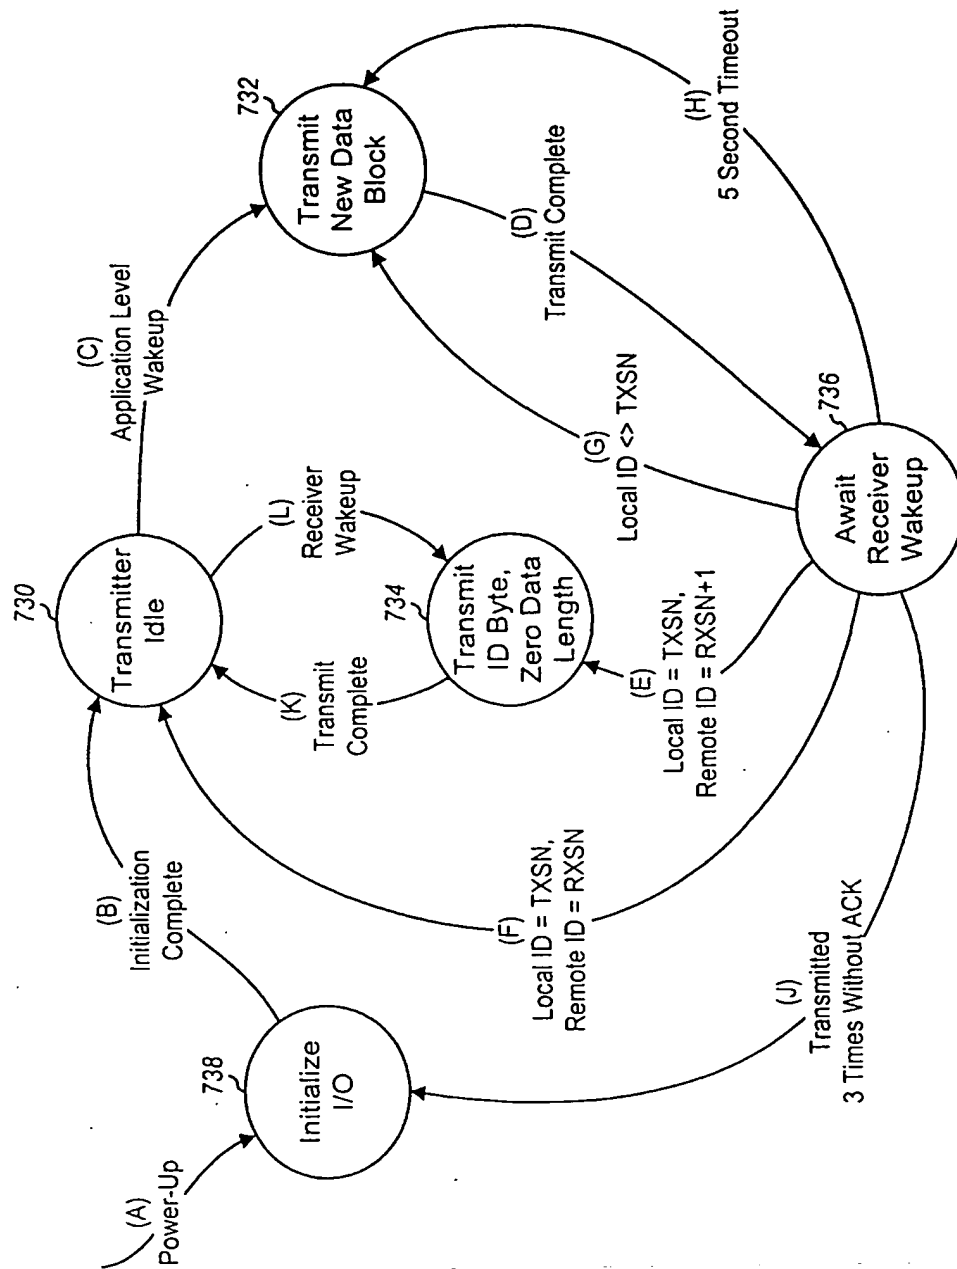 (A)
Power-Up
738
Initialize
I/O
(B)
Initialization
Complete
730
Transmitter
Idle
(C)
Application Level
Wakeup
732
Transmit
New Data
Block
(L)
Receiver
Wakeup
(K)
Transmit
Complete
734
Transmit
ID Byte,
Zero Data
Length
(D)
Transmit Complete
(G)
Local ID <> TXSN
(H)
5 Second Timeout
(E)
Local ID = TXSN,
Remote ID = RXSN+1
(F)
Local ID = TXSN,
Remote ID = RXSN
(J)
Transmitted
3 Times Without ACK
736
Await
Receiver
Wakeup